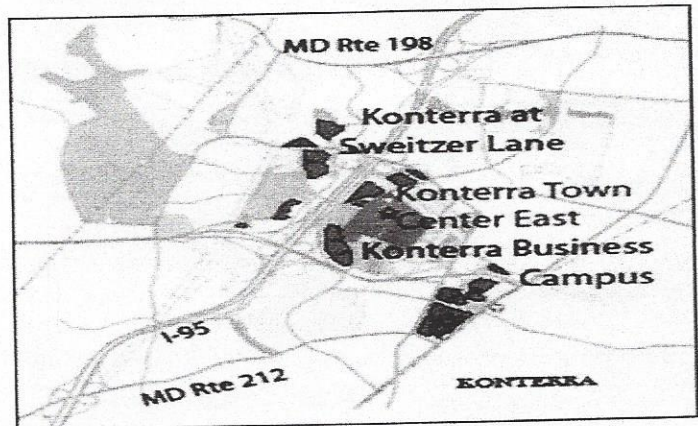 MD Rte 198
Konterra at
Sweitzer Lane
Konterra Town
Center East
Konterra Business
Campus
I-95
MD Rte 212
KONTERRA